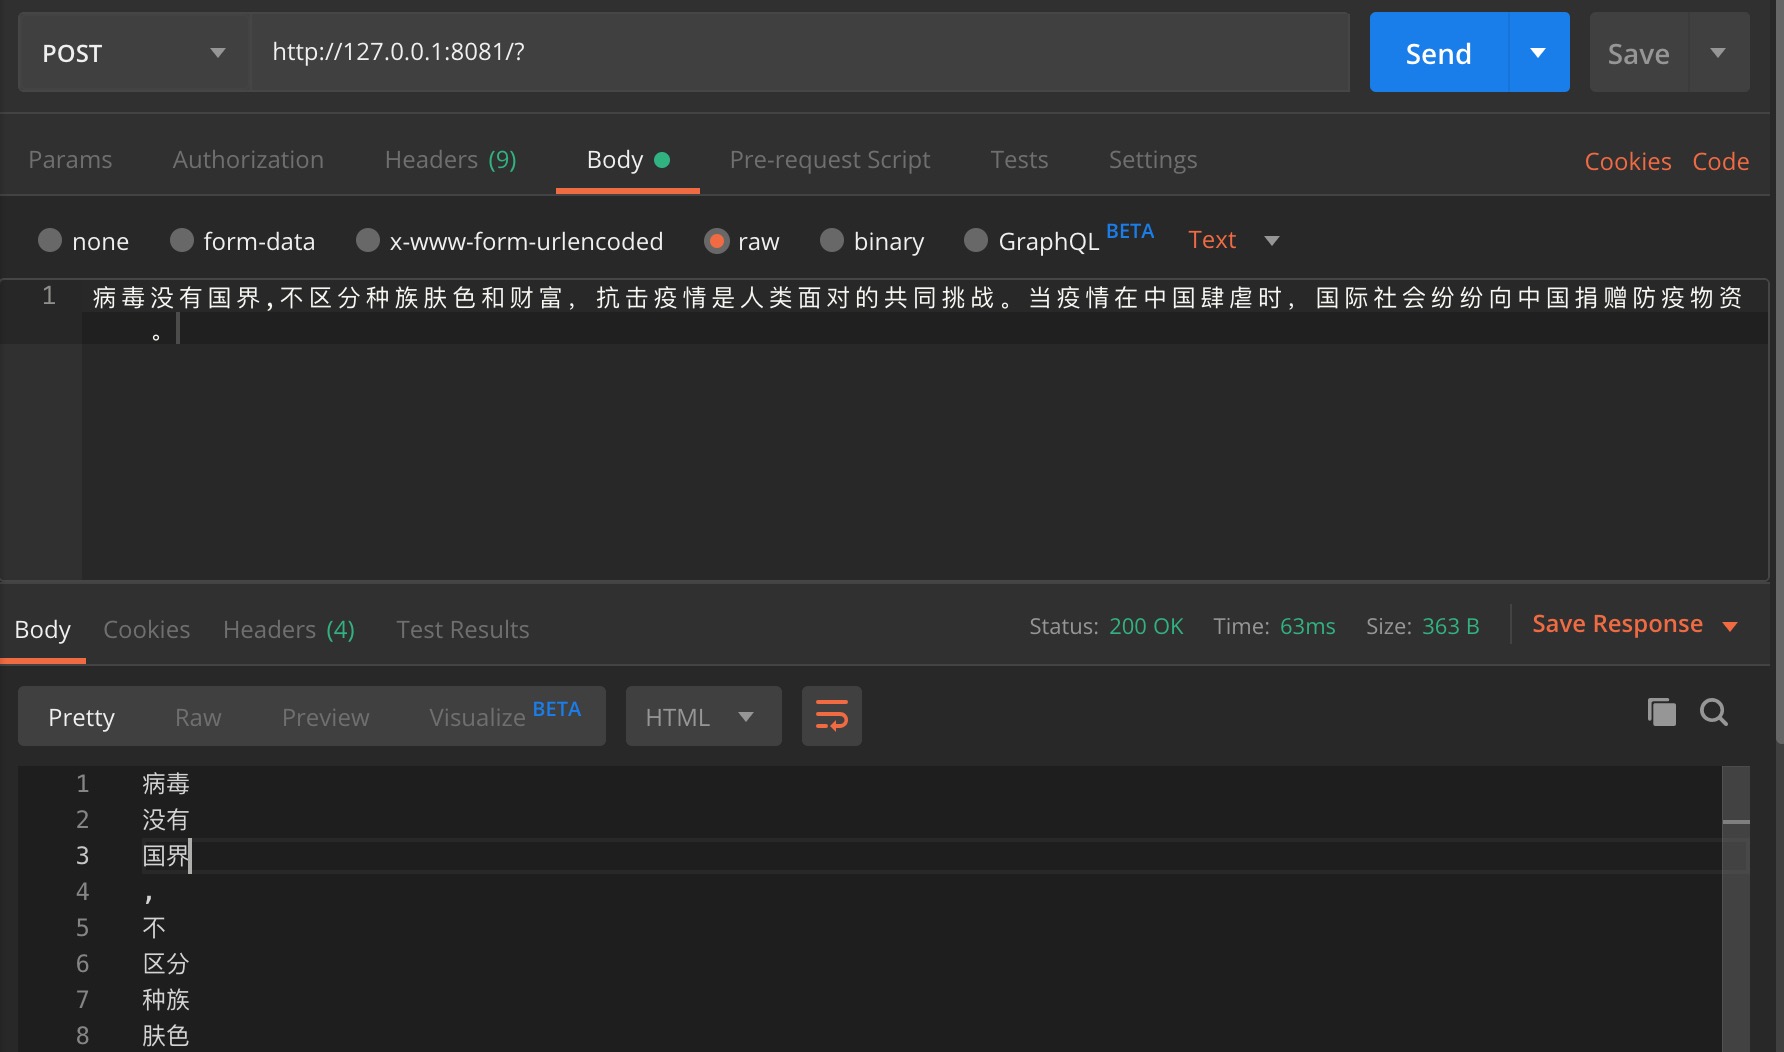 POST http://127.0.0.1:8081/? Send Save
Params Authorization Headers (9) Body Pre-request Script Tests Settings Cookies Code
none form-data x-www-form-urlencoded raw binary GraphQL BETA Text
1 病毒没有国界,不区分种族肤色和财富，抗击疫情是人类面对的共同挑战。当疫情在中国肆虐时，国际社会纷纷向中国捐赠防疫物资
。
Body Cookies Headers (4) Test Results Status: 200 OK Time: 63ms Size: 363 B Save Response
Pretty Raw Preview Visualize BETA HTML
1 病毒
2 没有
3 国界
4 ,
5 不
6 区分
7 种族
8 肤色